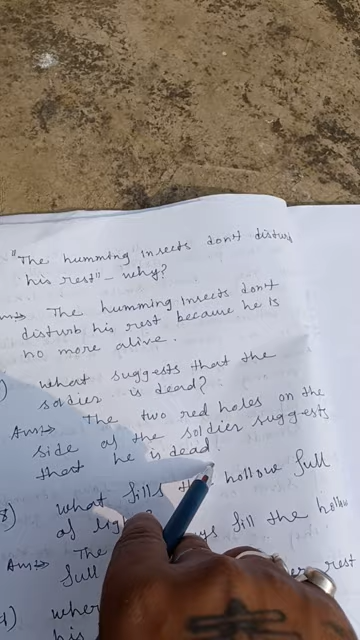 "The humming insects don't disturb
his rest" - why?
Ans:- The humming insects don't
disturb his rest because he is
no more alive.
) what suggests that the
soldier is dead?
Ans:- The two red holes on the
side of the soldier suggests
that he is dead.
8) what fills the hollow full
of
The fill the hollow
Ans:- full rest
his